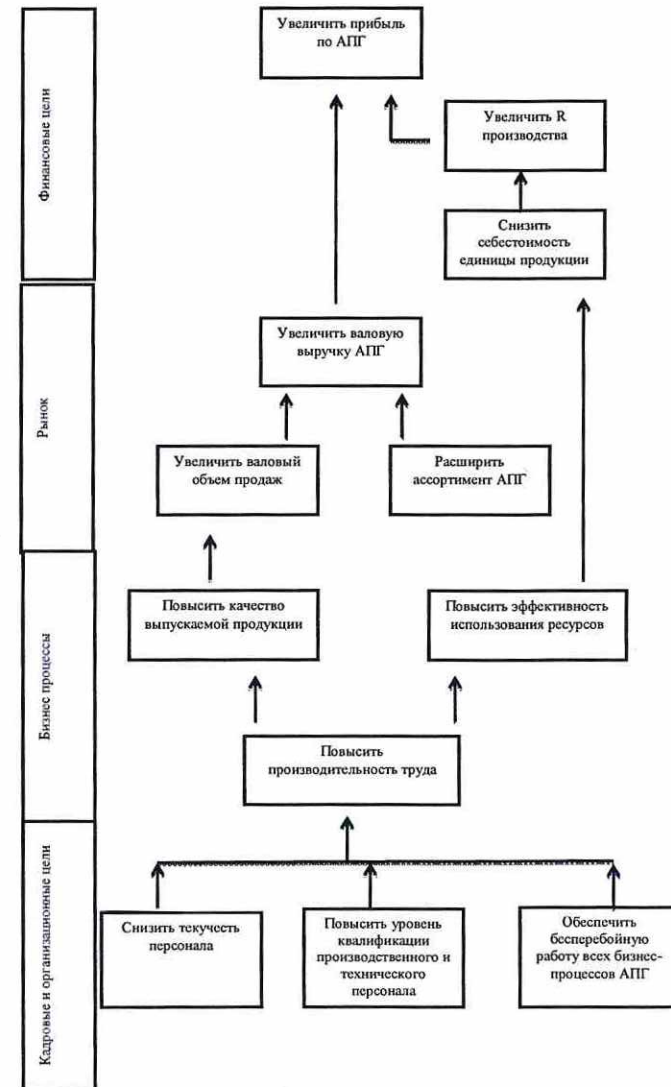 Финансовые цели
Увеличить прибыль
по АПГ
Увеличить R
производства
Снизить
себестоимость
единицы продукции
Рынок
Увеличить валовую
выручку АПГ
Увеличить валовый
объем продаж
Расширить
ассортимент АПГ
Бизнес процессы
Повысить качество
выпускаемой продукции
Повысить эффективность
использования ресурсов
Повысить
производительность труда
Кадровые и организационные цели
Снизить текучесть
персонала
Повысить уровень
квалификации
производственного и
технического
персонала
Обеспечить
бесперебойную
работу всех бизнес-
процессов АПГ